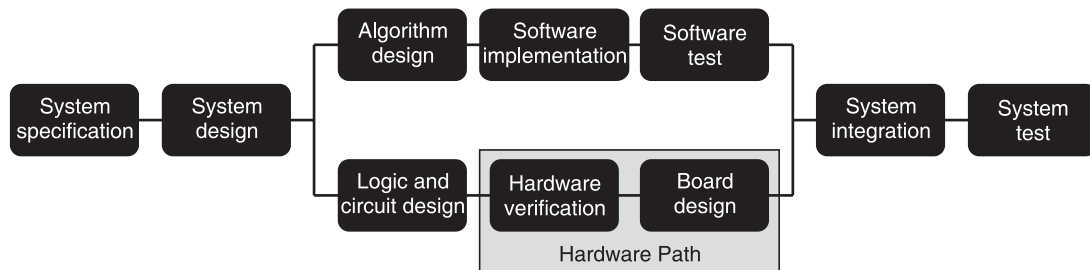 System
specification
System
design
Algorithm
design
Software
implementation
Software
test
Logic and
circuit design
Hardware
verification
Board
design
Hardware Path
System
integration
System
test